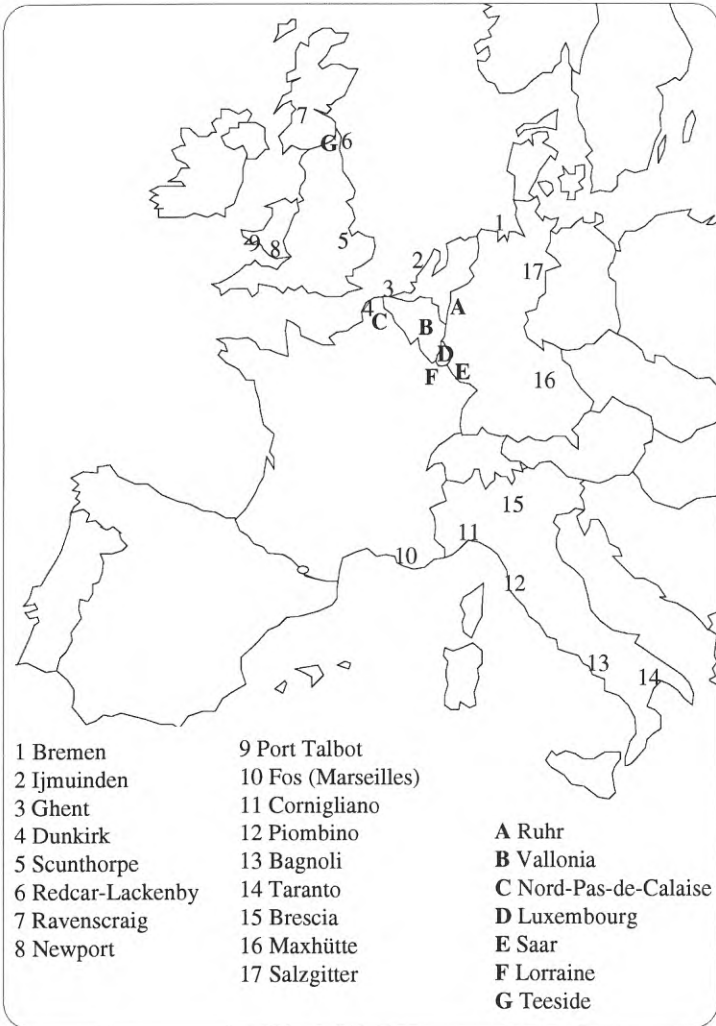 7
G 6
9 8
5
1
2
17
3
4
C
A
B
D
F E
16
15
11
10
12
13
14
1 Bremen
2 Ijmuinden
3 Ghent
4 Dunkirk
5 Scunthorpe
6 Redcar-Lackenby
7 Ravenscraig
8 Newport
9 Port Talbot
10 Fos (Marseilles)
11 Cornigliano
12 Piombino
13 Bagnoli
14 Taranto
15 Brescia
16 Maxhütte
17 Salzgitter
A Ruhr
B Vallonia
C Nord-Pas-de-Calaise
D Luxembourg
E Saar
F Lorraine
G Teeside